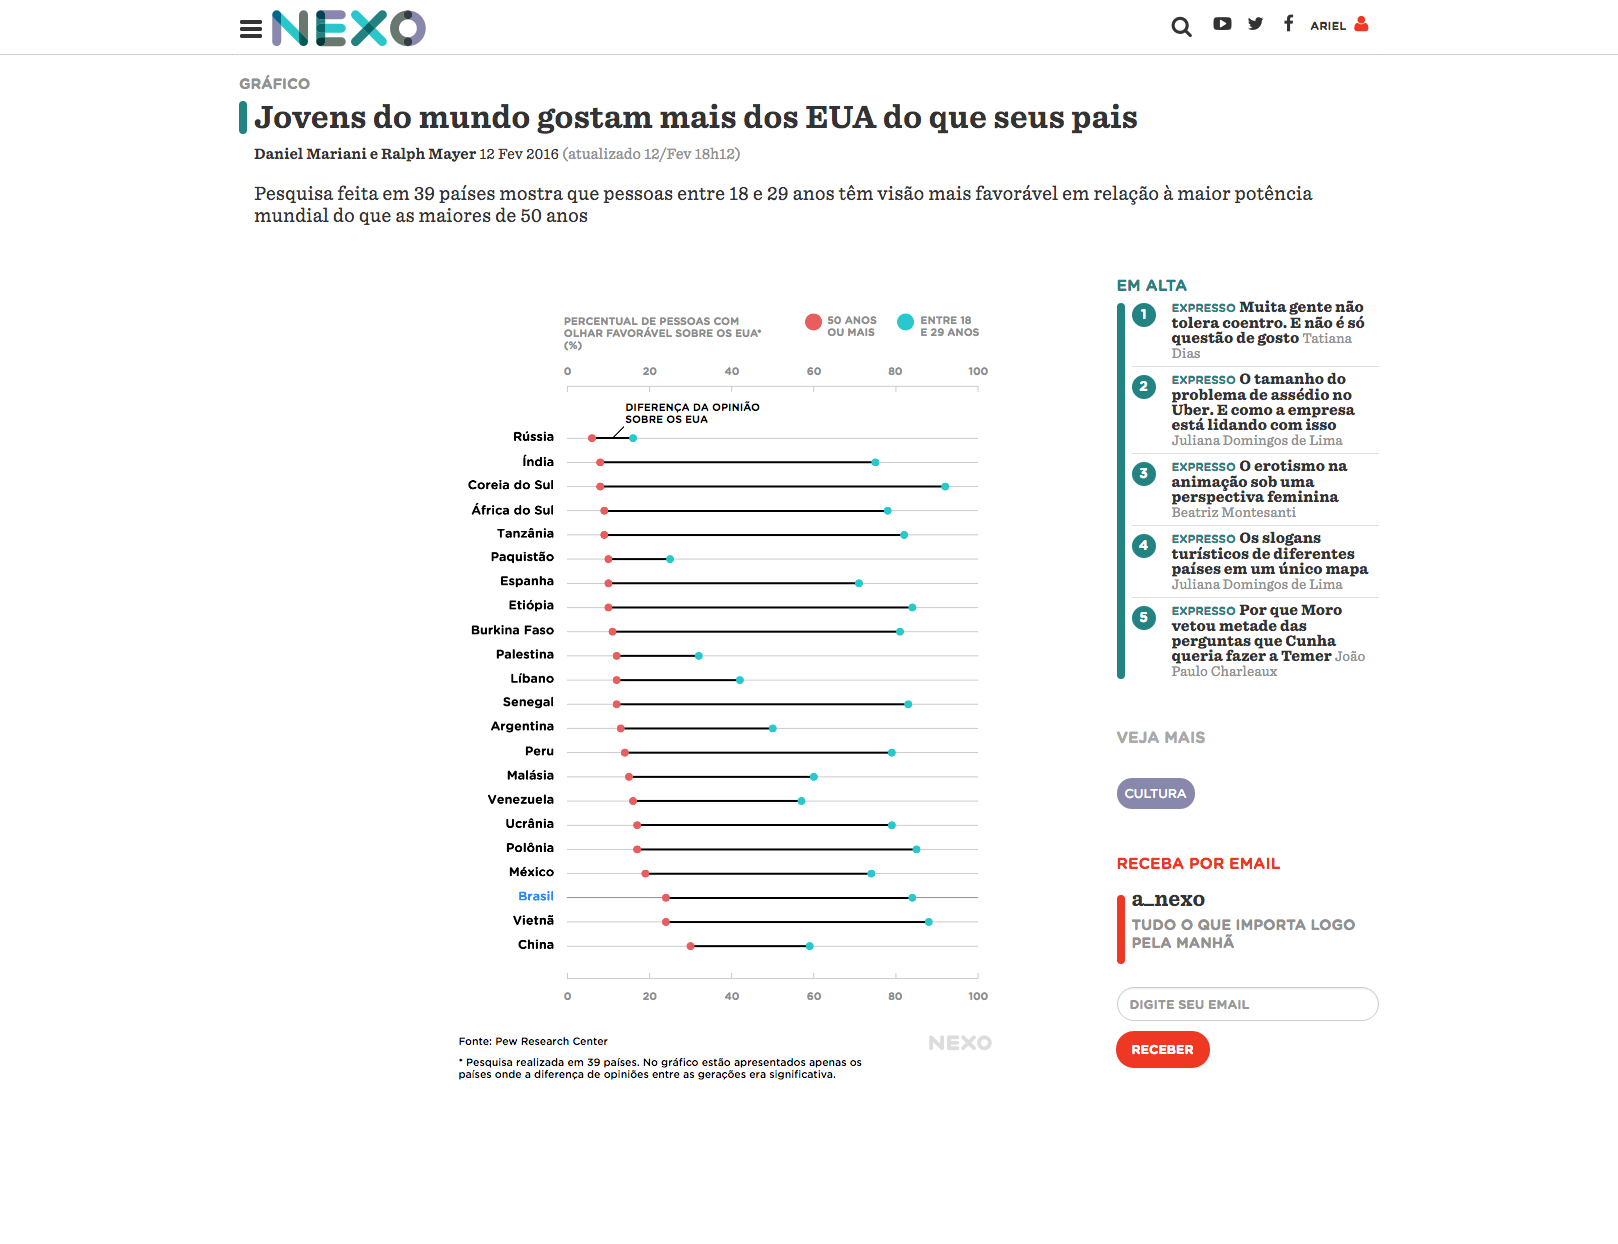 NEXO
ARIEL
GRÁFICO
Jovens do mundo gostam mais dos EUA do que seus pais
Daniel Mariani e Ralph Mayer 12 Fev 2016 (atualizado 12/Fev 18h12)
Pesquisa feita em 39 países mostra que pessoas entre 18 e 29 anos têm visão mais favorável em relação à maior potência
mundial do que as maiores de 50 anos
PERCENTUAL DE PESSOAS COM
OLHAR FAVORÁVEL SOBRE OS EUA*
(%)
50 ANOS
OU MAIS
ENTRE 18
E 29 ANOS
0 20 40 60 80 100
DIFERENÇA DA OPINIÃO
SOBRE OS EUA
Rússia
Índia
Coreia do Sul
África do Sul
Tanzânia
Paquistão
Espanha
Etiópia
Burkina Faso
Palestina
Líbano
Senegal
Argentina
Peru
Malásia
Venezuela
Ucrânia
Polônia
México
Brasil
Vietnã
China
0 20 40 60 80 100
Fonte: Pew Research Center
NEXO
* Pesquisa realizada em 39 países. No gráfico estão apresentados apenas os
países onde a diferença de opiniões entre as gerações era significativa.
EM ALTA
1 EXPRESSO Muita gente não
tolera coentro. E não é só
questão de gosto Tatiana
Dias
2 EXPRESSO O tamanho do
problema de assédio no
Uber. E como a empresa
está lidando com isso
Juliana Domingos de Lima
3 EXPRESSO O erotismo na
animação sob uma
perspectiva feminina
Beatriz Montesanti
4 EXPRESSO Os slogans
turísticos de diferentes
países em um único mapa
Juliana Domingos de Lima
5 EXPRESSO Por que Moro
vetou metade das
perguntas que Cunha
queria fazer a Temer João
Paulo Charleaux
VEJA MAIS
CULTURA
RECEBA POR EMAIL
a_nexo
TUDO O QUE IMPORTA LOGO
PELA MANHÃ
DIGITE SEU EMAIL
RECEBER